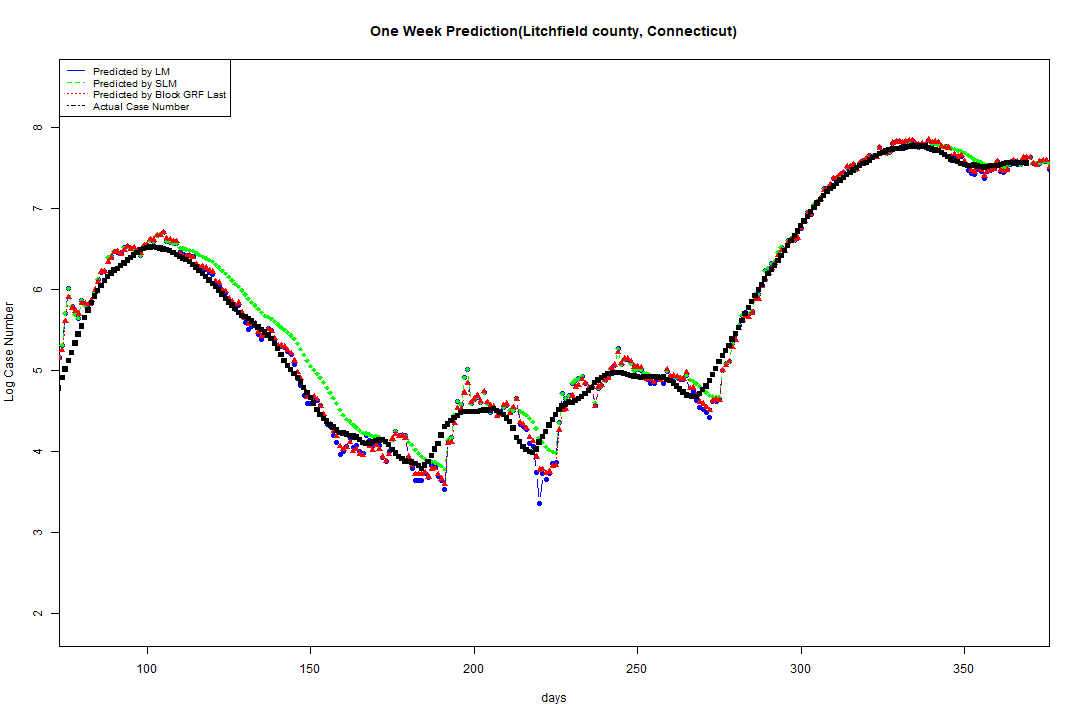 One Week Prediction(Litchfield county, Connecticut)
Predicted by LM
Predicted by SLM
Predicted by Block GRF Last
Actual Case Number
Log Case Number
8
7
6
5
4
3
2
100 150 200 250 300 350
days